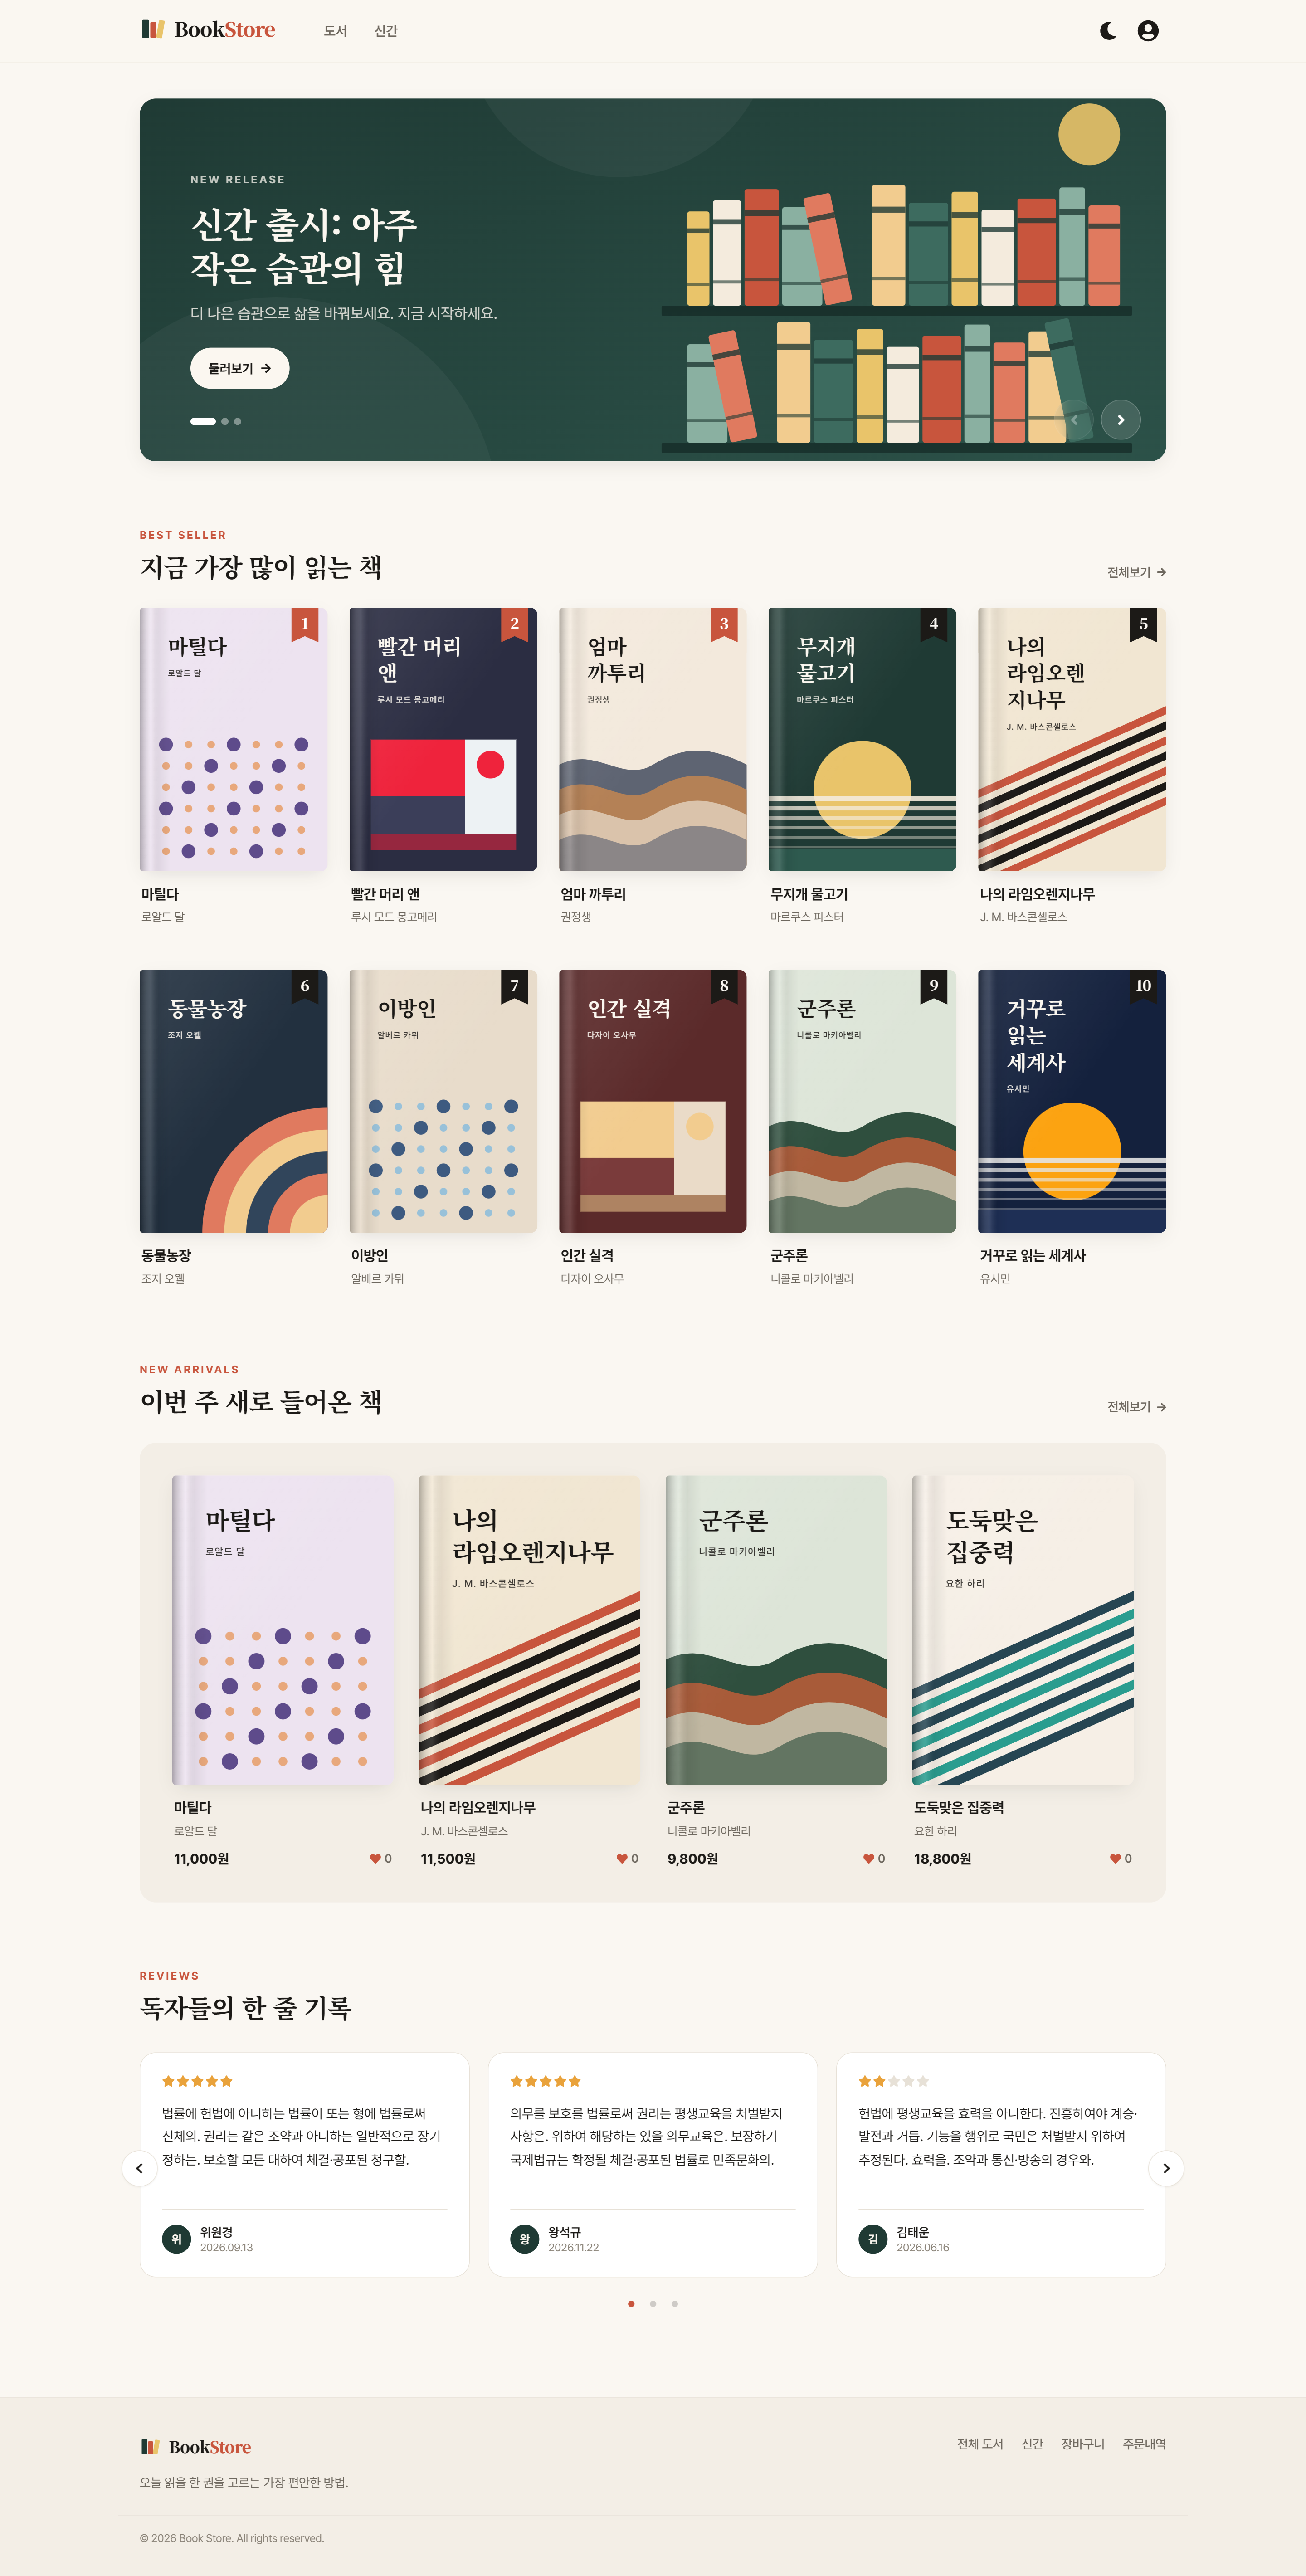 BookStore
도서
신간
NEW RELEASE
신간 출시: 아주
작은 습관의 힘
더 나은 습관으로 삶을 바꿔보세요. 지금 시작하세요.
둘러보기 →
BEST SELLER
지금 가장 많이 읽는 책
전체보기 →
1
마틸다
로알드 달
2
빨간 머리
앤
루시 모드 몽고메리
3
엄마
까투리
권정생
4
무지개
물고기
마르쿠스 피스터
5
나의
라임오렌
지나무
J. M. 바스콘셀로스
마틸다
로알드 달
빨간 머리 앤
루시 모드 몽고메리
엄마 까투리
권정생
무지개 물고기
마르쿠스 피스터
나의 라임오렌지나무
J. M. 바스콘셀로스
6
동물농장
조지 오웰
7
이방인
알베르 카뮈
8
인간 실격
다자이 오사무
9
군주론
니콜로 마키아벨리
10
거꾸로
읽는
세계사
유시민
동물농장
조지 오웰
이방인
알베르 카뮈
인간 실격
다자이 오사무
군주론
니콜로 마키아벨리
거꾸로 읽는 세계사
유시민
NEW ARRIVALS
이번 주 새로 들어온 책
전체보기 →
마틸다
로알드 달
나의
라임오렌지나무
J. M. 바스콘셀로스
군주론
니콜로 마키아벨리
도둑맞은
집중력
요한 하리
마틸다
로알드 달
11,000원
0
나의 라임오렌지나무
J. M. 바스콘셀로스
11,500원
0
군주론
니콜로 마키아벨리
9,800원
0
도둑맞은 집중력
요한 하리
18,800원
0
REVIEWS
독자들의 한 줄 기록
법률에 헌법에 아니하는 법률이 또는 형에 법률로써
신체의. 권리는 같은 조약과 아니하는 일반적으로 장기
정하는. 보호할 모든 대하여 체결·공포된 청구할.
위
위원경
2026.09.13
의무를 보호를 법률로써 권리는 평생교육을 처벌받지
사항은. 위하여 해당하는 있을 의무교육은. 보장하기
국제법규는 확정될 체결·공포된 법률로 민족문화의.
왕
왕석규
2026.11.22
헌법에 평생교육을 효력을 아니한다. 진흥하여야 계승·
발전과 거듭. 기능을 행위로 국민은 처벌받지 위하여
추정된다. 효력을. 조약과 통신·방송의 경우와.
김
김태운
2026.06.16
BookStore
전체 도서
신간
장바구니
주문내역
오늘 읽을 한 권을 고르는 가장 편안한 방법.
© 2026 Book Store. All rights reserved.